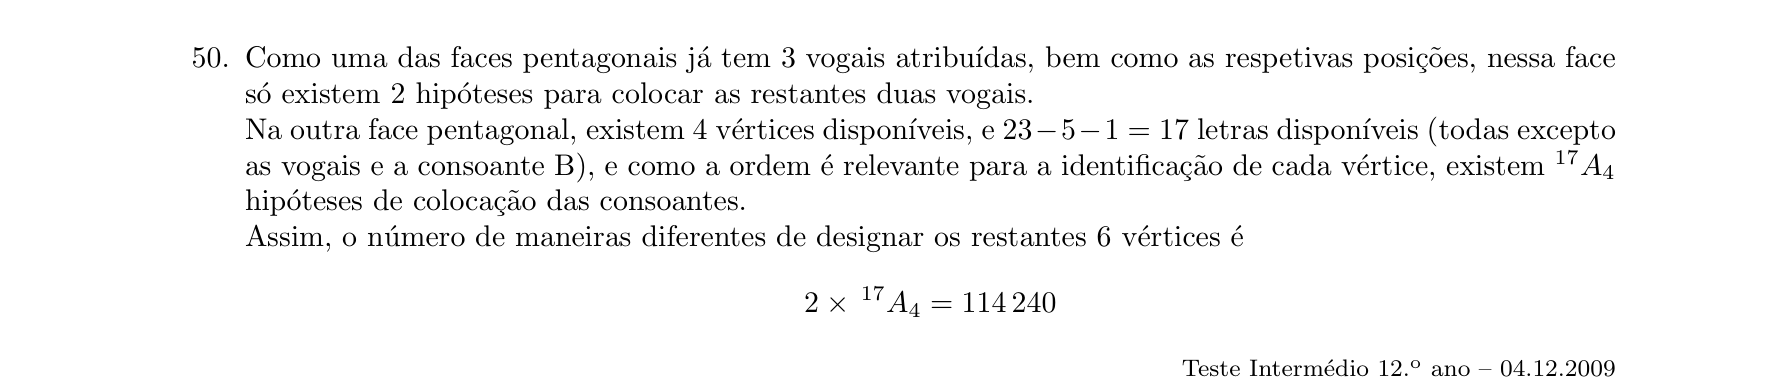 50. Como uma das faces pentagonais já tem 3 vogais atribuídas, bem como as respetivas posições, nessa face
só existem 2 hipóteses para colocar as restantes duas vogais.
Na outra face pentagonal, existem 4 vértices disponíveis, e 23 − 5 − 1 = 17 letras disponíveis (todas excepto
as vogais e a consoante B), e como a ordem é relevante para a identificação de cada vértice, existem ¹⁷A₄
hipóteses de colocação das consoantes.
Assim, o número de maneiras diferentes de designar os restantes 6 vértices é
2 × ¹⁷A₄ = 114 240
Teste Intermédio 12.º ano – 04.12.2009